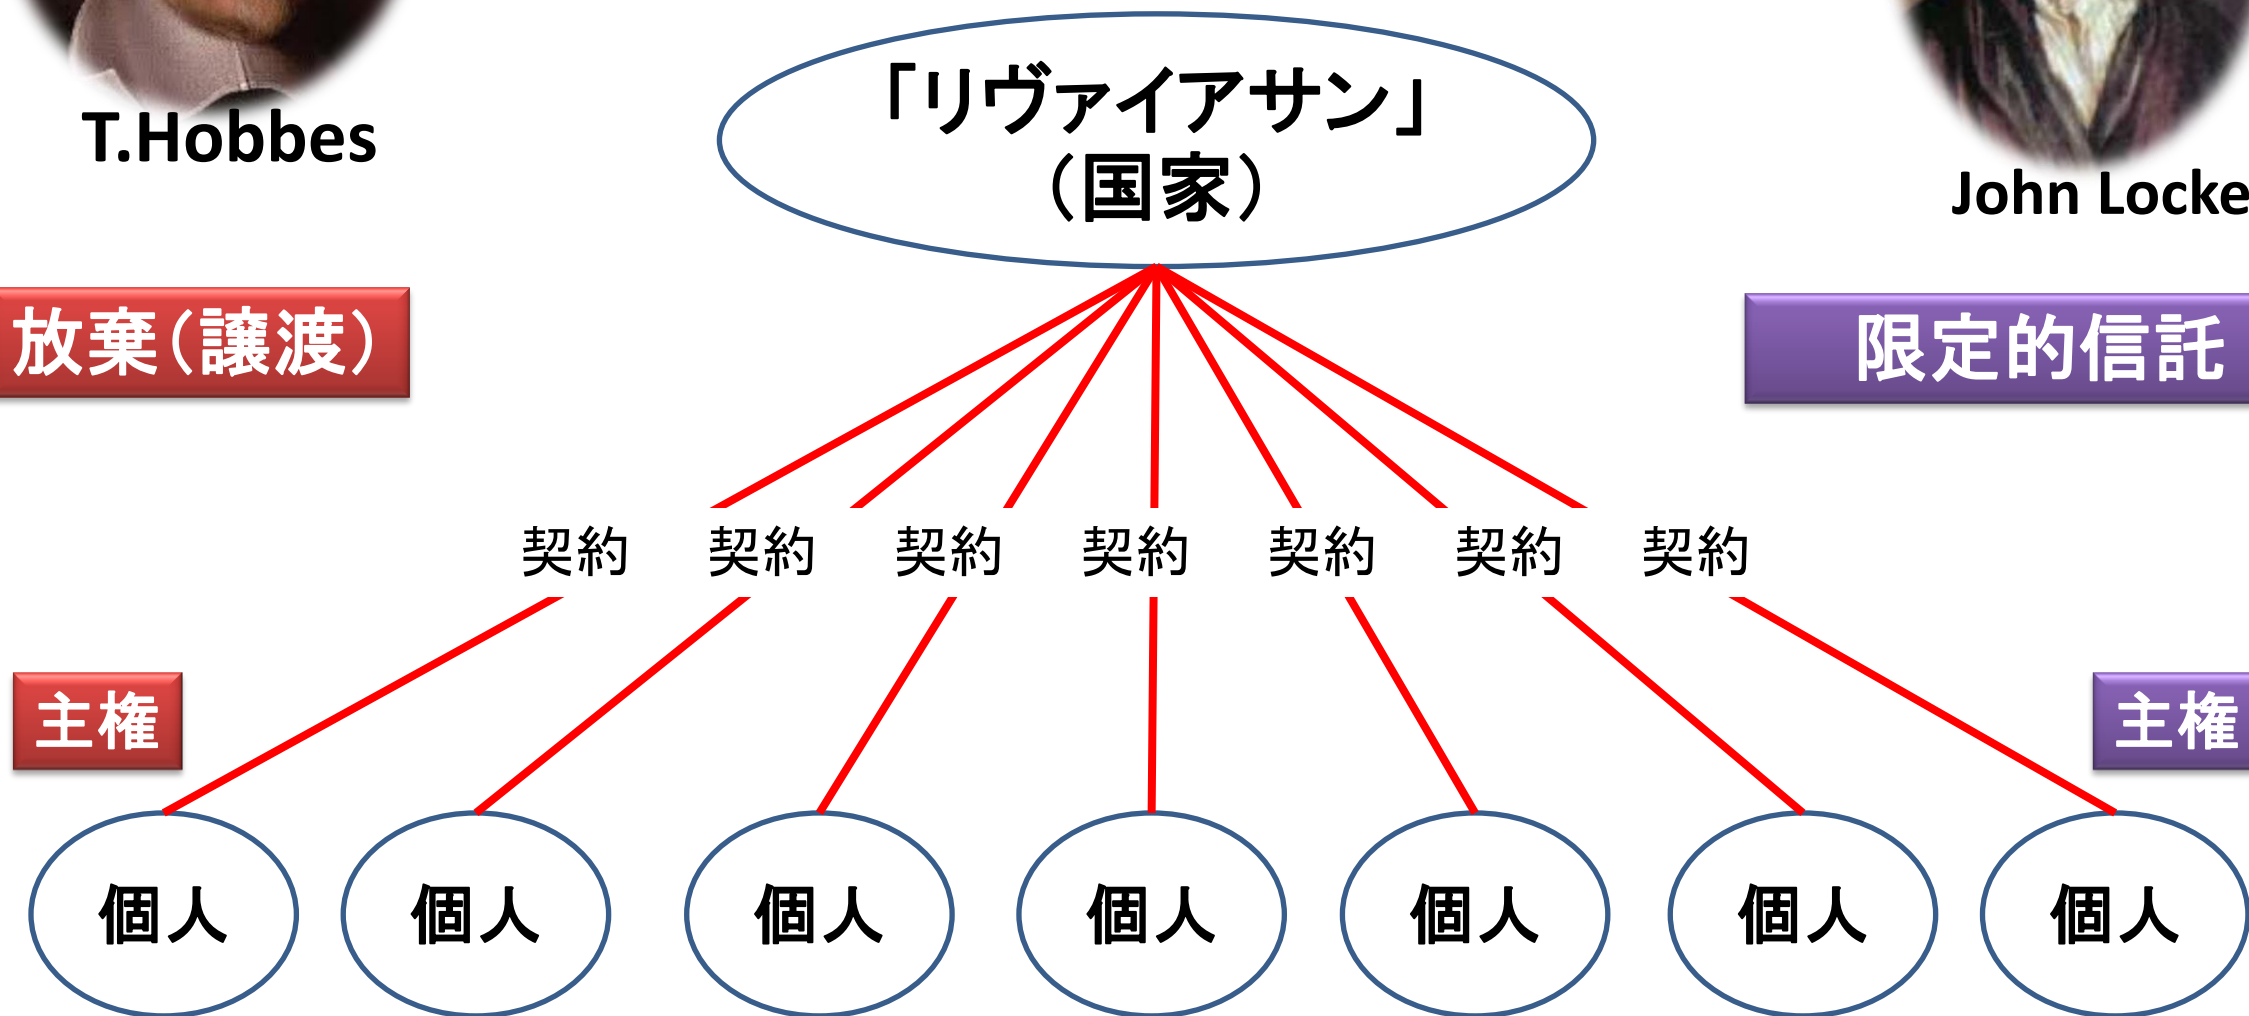 「リヴァイアサン」
（国家）
T.Hobbes
John Locke
放棄（譲渡）
限定的信託
契約 契約 契約 契約 契約 契約 契約
主権
主権
個人 個人 個人 個人 個人 個人 個人